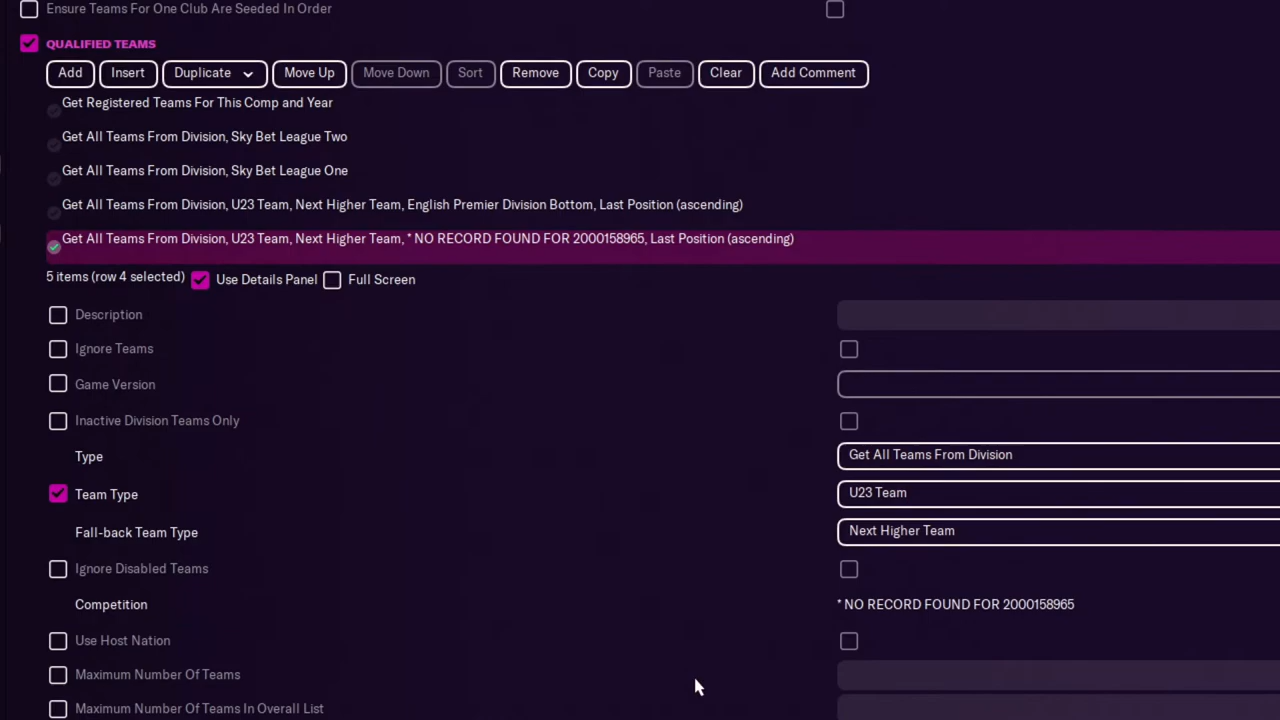 Ensure Teams For One Club Are Seeded In Order
QUALIFIED TEAMS
Add Insert Duplicate Move Up Move Down Sort Remove Copy Paste Clear Add Comment
Get Registered Teams For This Comp and Year
Get All Teams From Division, Sky Bet League Two
Get All Teams From Division, Sky Bet League One
Get All Teams From Division, U23 Team, Next Higher Team, English Premier Division Bottom, Last Position (ascending)
Get All Teams From Division, U23 Team, Next Higher Team, * NO RECORD FOUND FOR 2000158965, Last Position (ascending)
5 items (row 4 selected) Use Details Panel Full Screen
Description
Ignore Teams
Game Version
Inactive Division Teams Only
Type Get All Teams From Division
Team Type U23 Team
Fall-back Team Type Next Higher Team
Ignore Disabled Teams
Competition * NO RECORD FOUND FOR 2000158965
Use Host Nation
Maximum Number Of Teams
Maximum Number Of Teams In Overall List